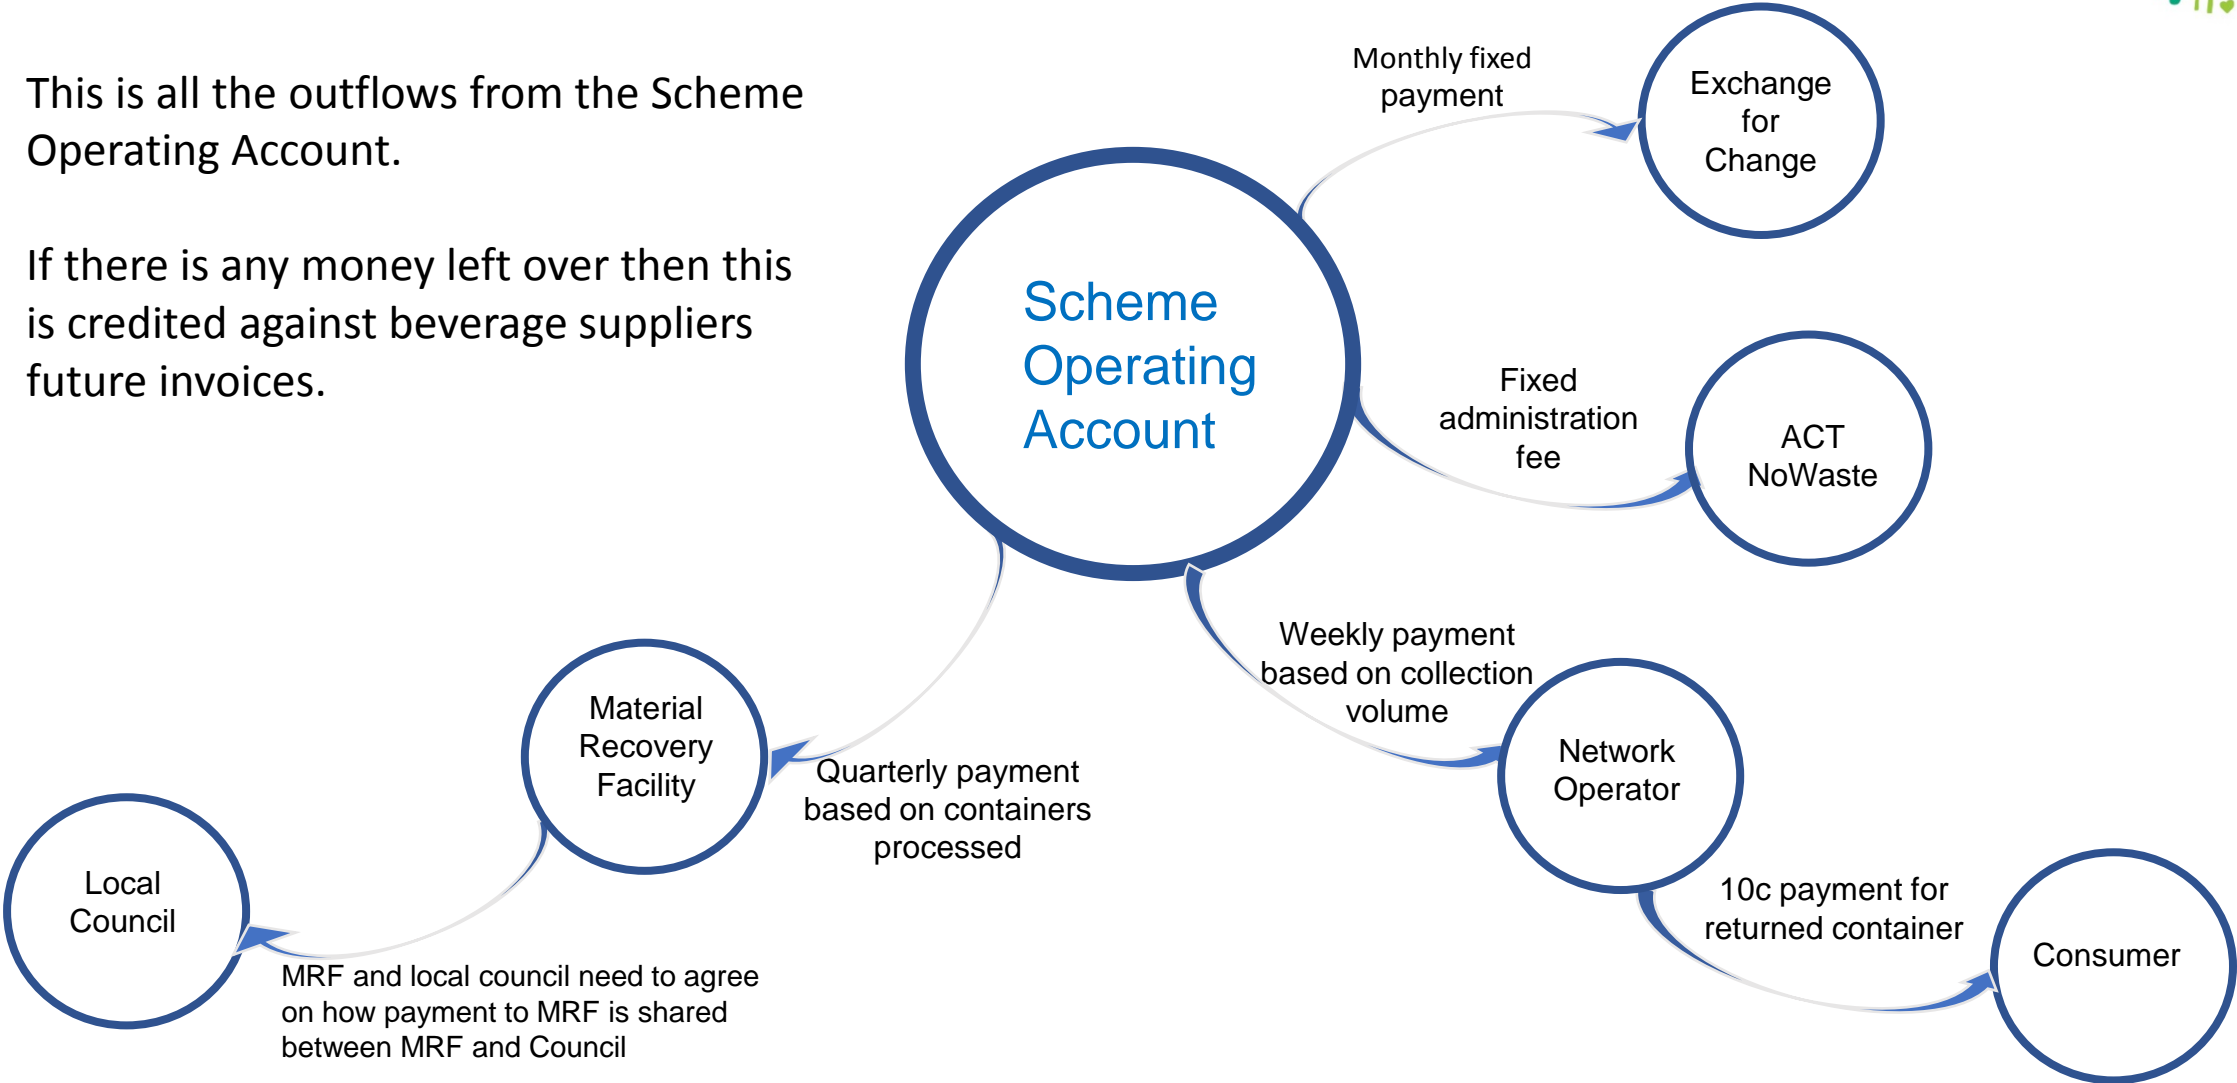 This is all the outflows from the Scheme
Operating Account.
If there is any money left over then this
is credited against beverage suppliers
future invoices.
Monthly fixed
payment
Exchange
for
Change
Scheme
Operating
Account
Fixed
administration
fee
ACT
NoWaste
Weekly payment
based on collection
volume
Network
Operator
Material
Recovery
Facility
Quarterly payment
based on containers
processed
Local
Council
MRF and local council need to agree
on how payment to MRF is shared
between MRF and Council
10c payment for
returned container
Consumer